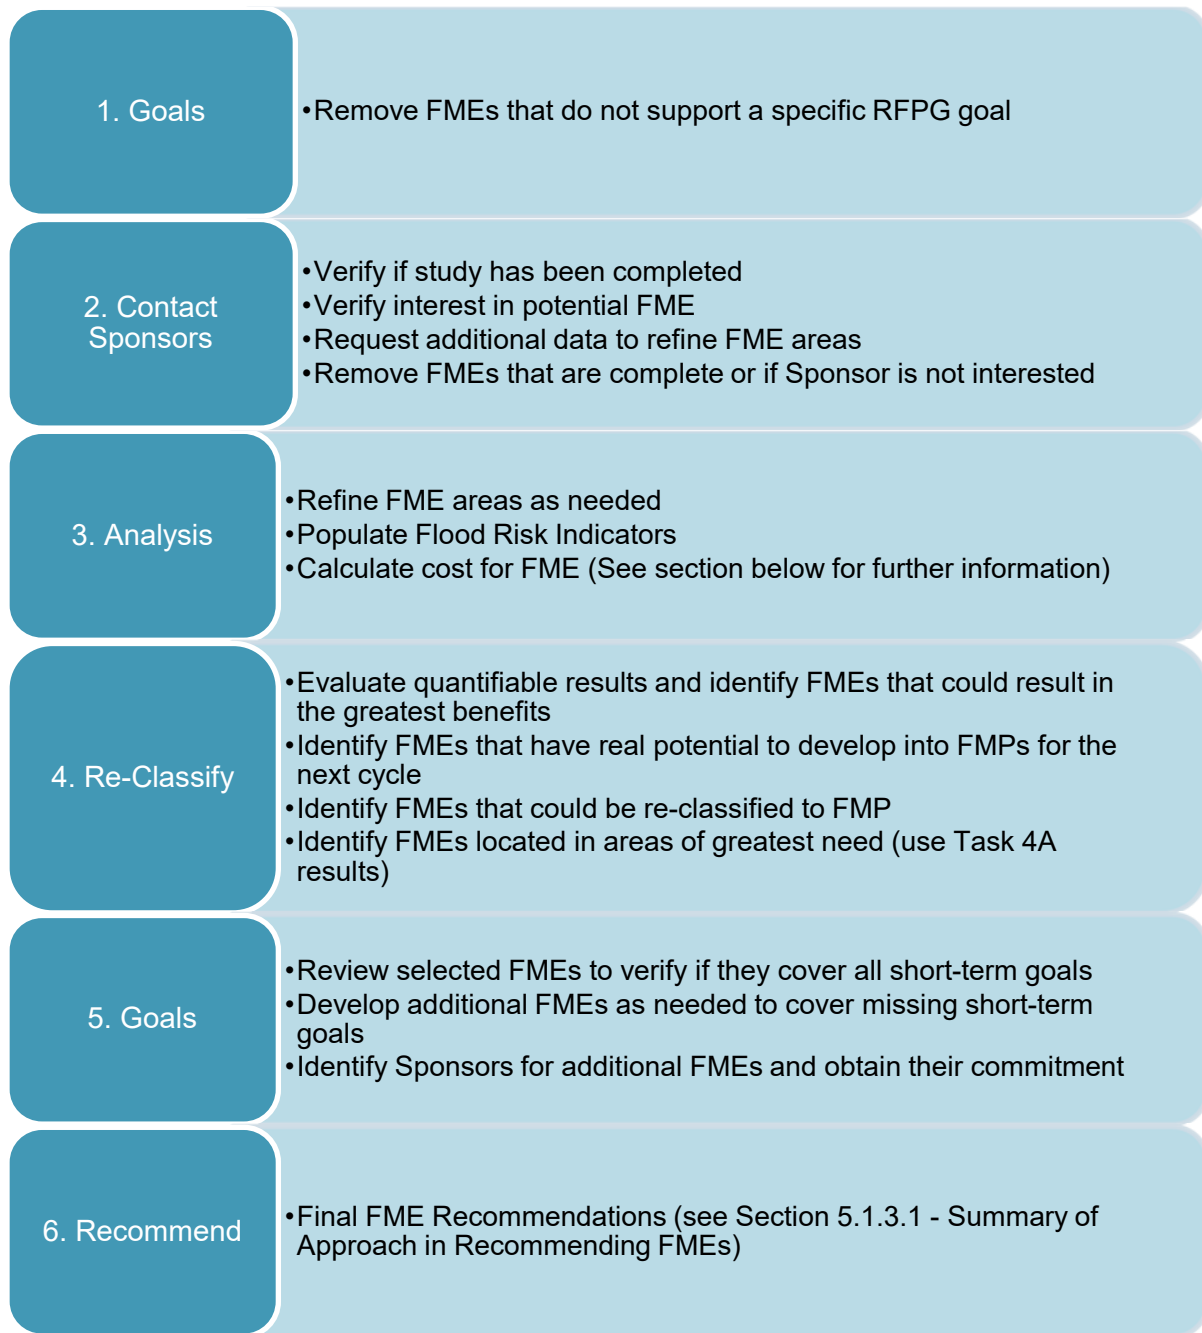 1. Goals
•Remove FMEs that do not support a specific RFPG goal
2. Contact
Sponsors
•Verify if study has been completed
•Verify interest in potential FME
•Request additional data to refine FME areas
•Remove FMEs that are complete or if Sponsor is not interested
3. Analysis
•Refine FME areas as needed
•Populate Flood Risk Indicators
•Calculate cost for FME (See section below for further information)
4. Re-Classify
•Evaluate quantifiable results and identify FMEs that could result in
the greatest benefits
•Identify FMEs that have real potential to develop into FMPs for the
next cycle
•Identify FMEs that could be re-classified to FMP
•Identify FMEs located in areas of greatest need (use Task 4A
results)
5. Goals
•Review selected FMEs to verify if they cover all short-term goals
•Develop additional FMEs as needed to cover missing short-term
goals
•Identify Sponsors for additional FMEs and obtain their commitment
6. Recommend
•Final FME Recommendations (see Section 5.1.3.1 - Summary of
Approach in Recommending FMEs)